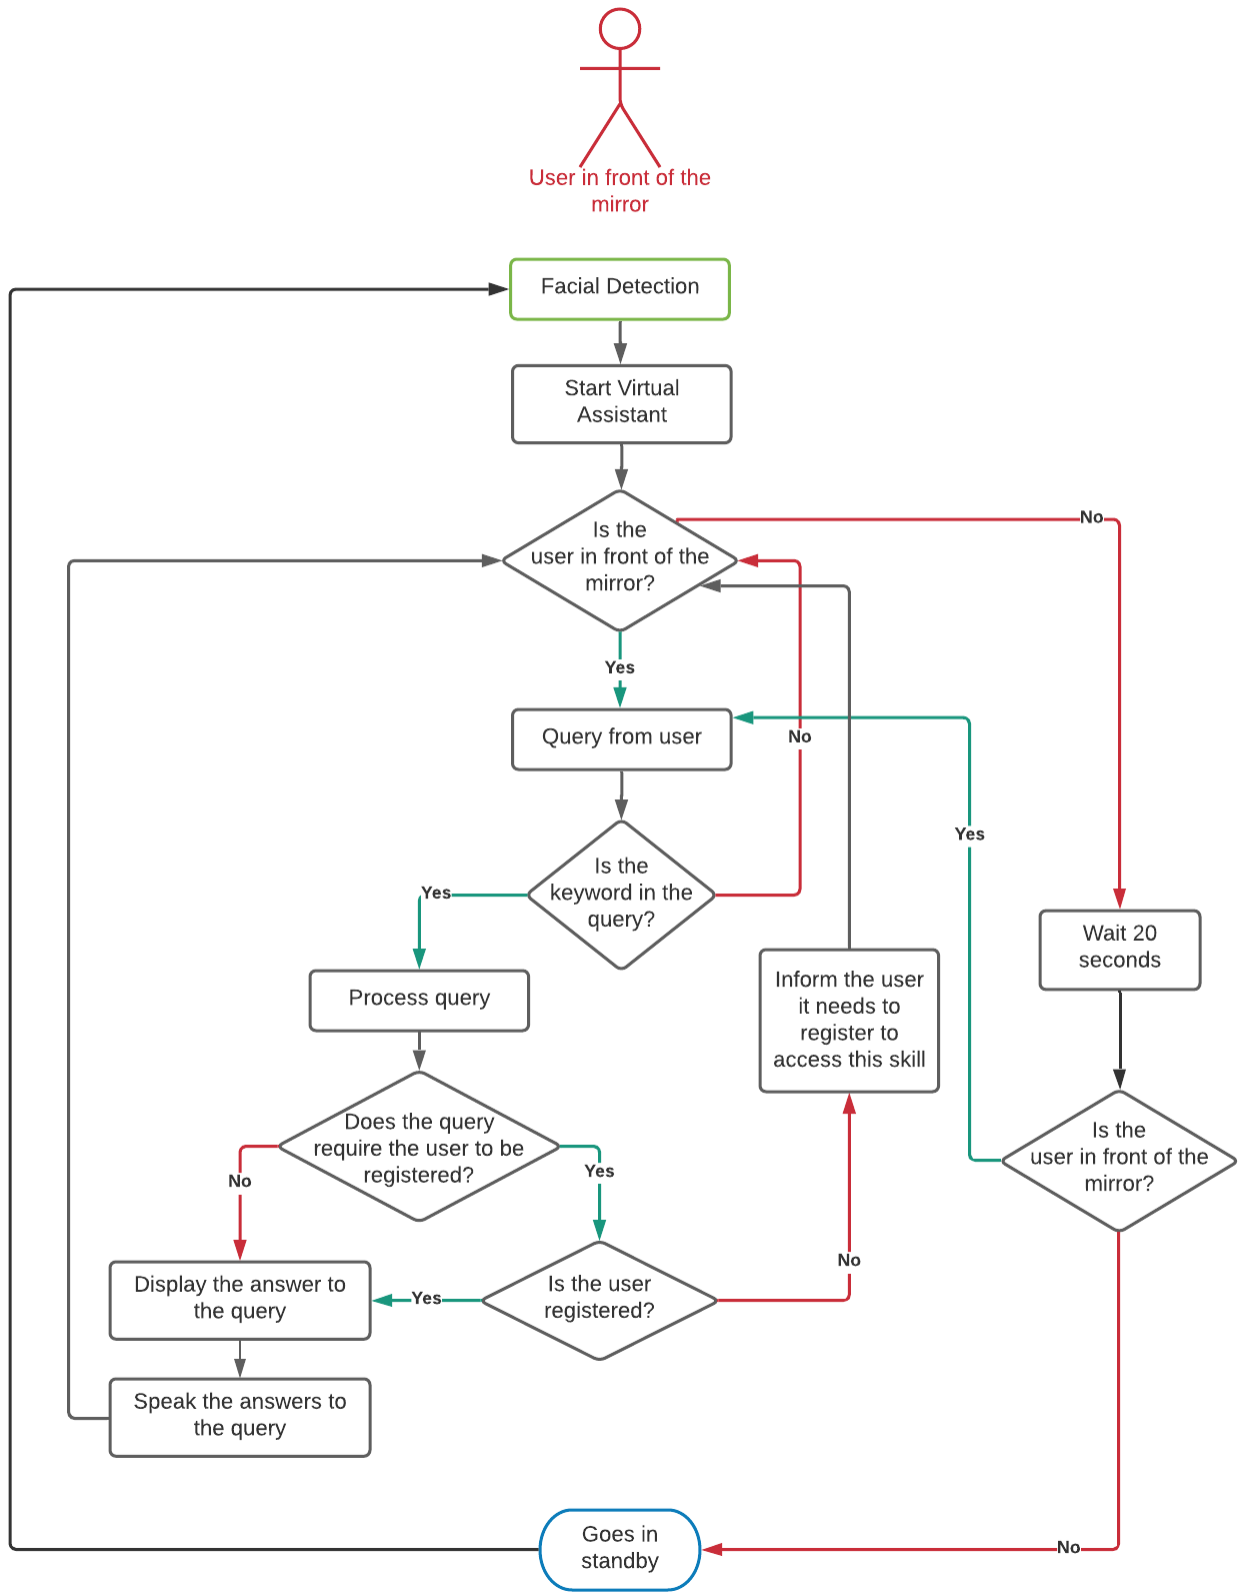 User in front of the
mirror
Facial Detection
Start Virtual
Assistant
Is the
user in front of the
mirror?
No
Yes
Query from user
No
Yes
Is the
keyword in the
query?
Yes
Wait 20
seconds
Process query
Inform the user
it needs to
register to
access this skill
Does the query
require the user to be
registered?
Is the
user in front of the
mirror?
No
Yes
No
Display the answer to
the query
Yes
Is the user
registered?
Speak the answers to
the query
Goes in
standby
No